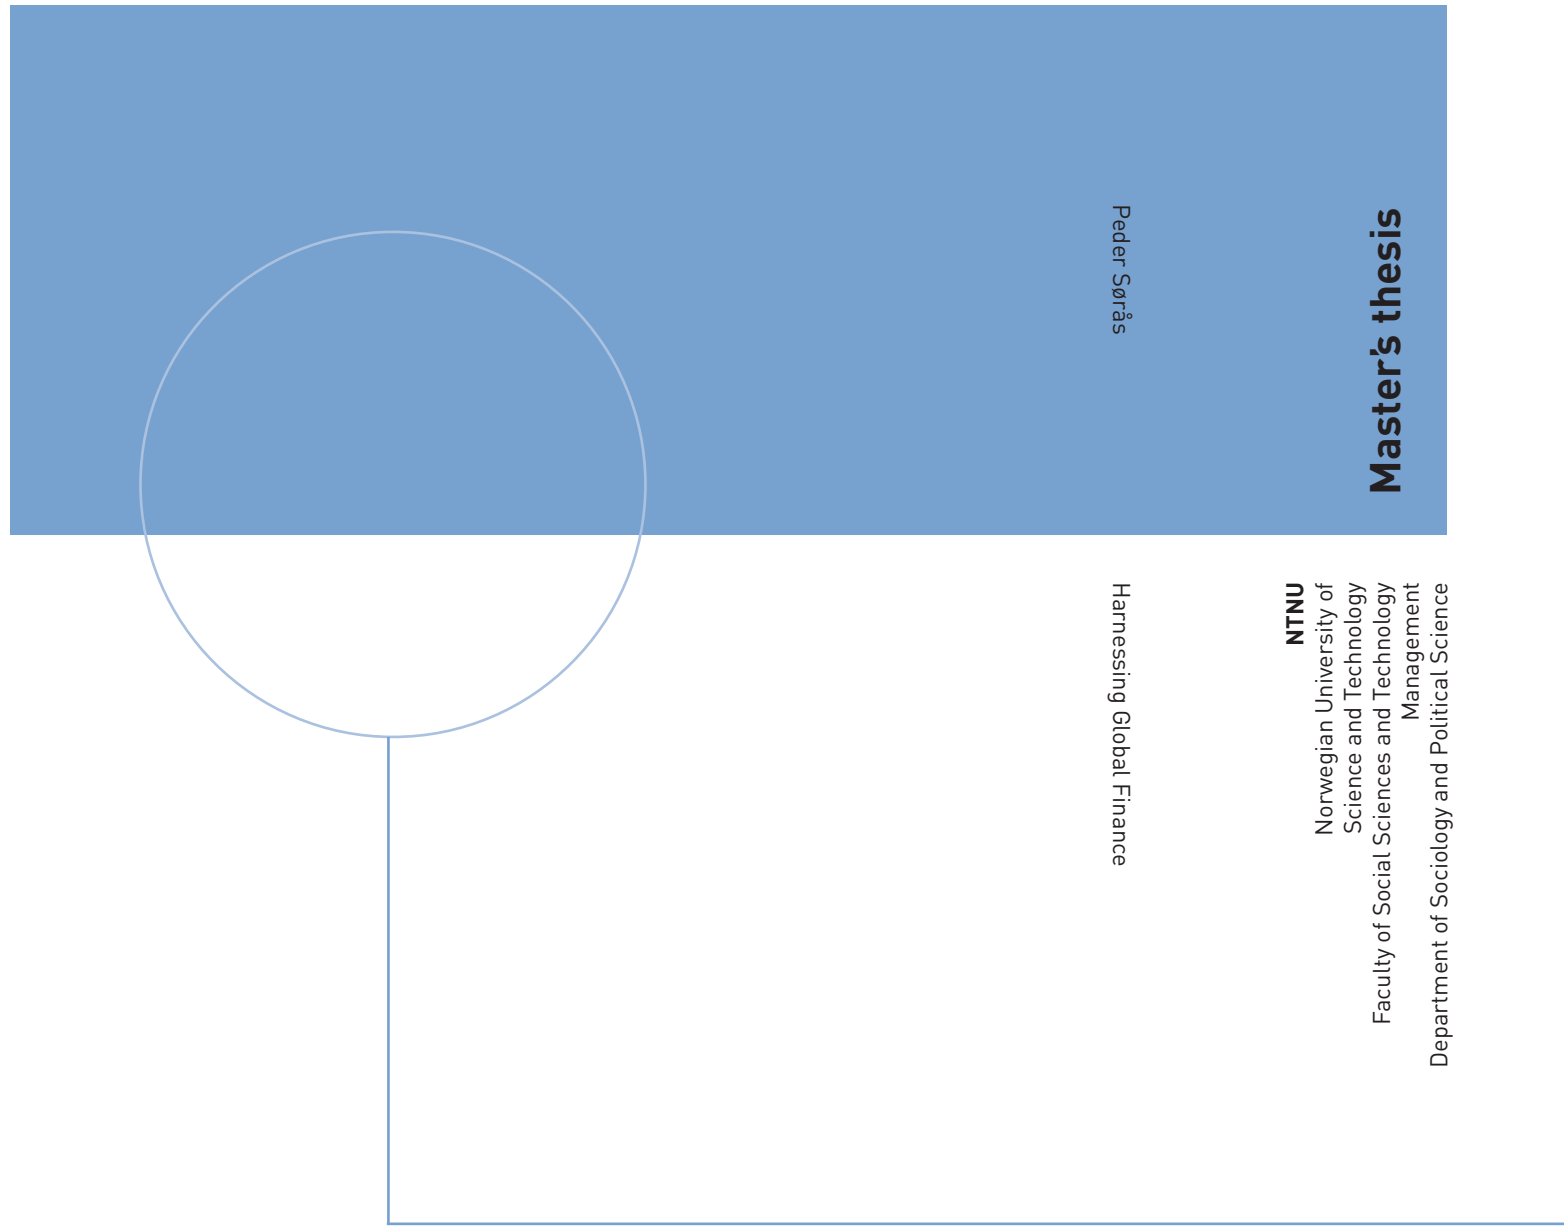 Peder Sørås
Harnessing Global Finance
Master's thesis
NTNU
Norwegian University of
Science and Technology
Faculty of Social Sciences and Technology
Management
Department of Sociology and Political Science